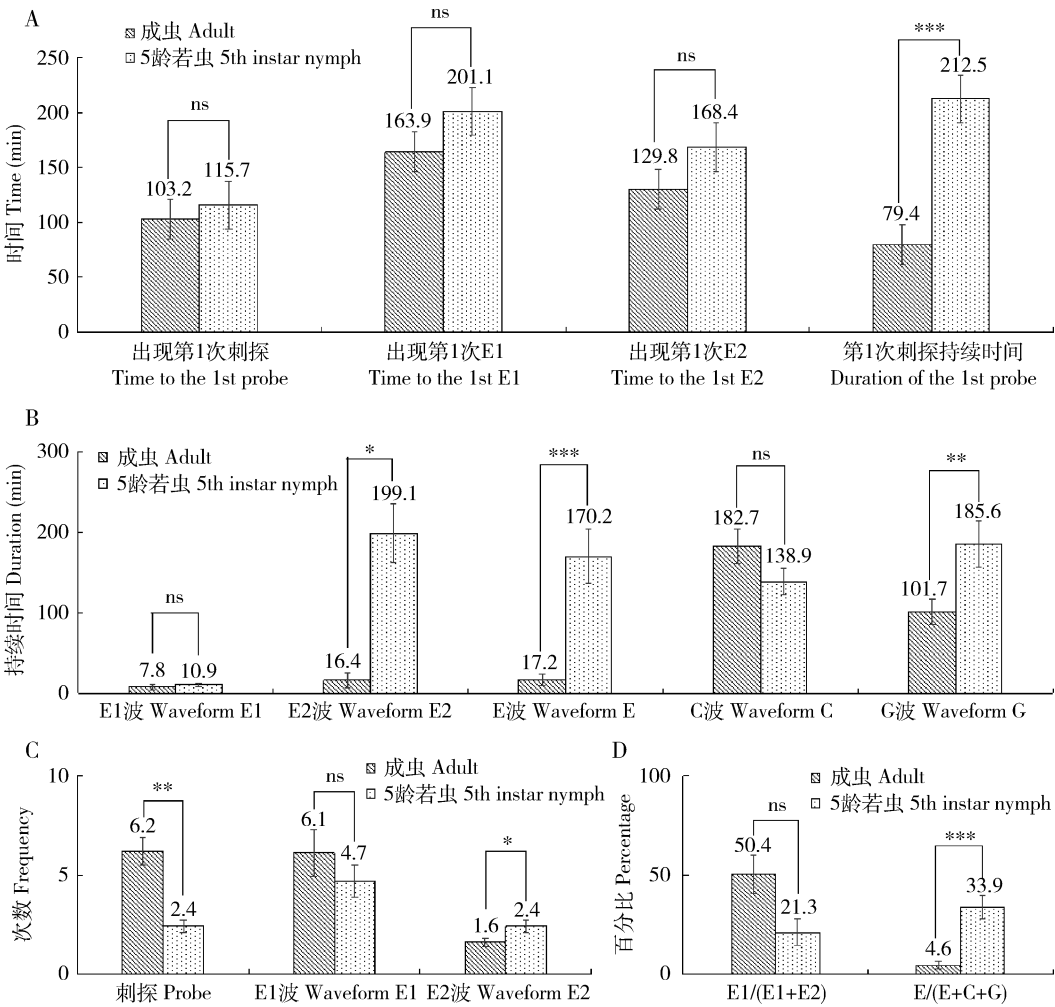 A
成虫 Adult
5龄若虫 5th instar nymph
时间 Time (min)
250
200
150
100
50
0
ns
103.2
115.7
ns
163.9
201.1
ns
129.8
168.4
***
79.4
212.5
出现第1次刺探
Time to the 1st probe
出现第1次E1
Time to the 1st E1
出现第1次E2
Time to the 1st E2
第1次刺探持续时间
Duration of the 1st probe
B
成虫 Adult
5龄若虫 5th instar nymph
持续时间 Duration (min)
300
200
100
0
ns
7.8
10.9
*
16.4
199.1
***
17.2
170.2
ns
182.7
138.9
**
101.7
185.6
E1波 Waveform E1
E2波 Waveform E2
E波 Waveform E
C波 Waveform C
G波 Waveform G
C
成虫 Adult
5龄若虫 5th instar nymph
次数 Frequency
10
5
0
**
6.2
2.4
ns
6.1
4.7
*
1.6
2.4
刺探 Probe
E1波 Waveform E1
E2波 Waveform E2
D
成虫 Adult
5龄若虫 5th instar nymph
百分比 Percentage
100
50
0
ns
50.4
21.3
***
4.6
33.9
E1/(E1+E2)
E/(E+C+G)